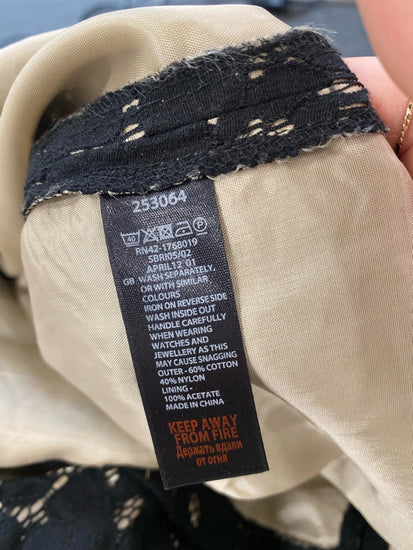 253064
40 P
RN42-1768019
SBRI05/02
APRIL12 01
GB WASH SEPARATELY,
OR WITH SIMILAR
COLOURS
IRON ON REVERSE SIDE
WASH INSIDE OUT
HANDLE CAREFULLY
WHEN WEARING
WATCHES AND
JEWELLERY AS THIS
MAY CAUSE SNAGGING
OUTER - 60% COTTON
40% NYLON
LINING -
100% ACETATE
MADE IN CHINA
KEEP AWAY
FROM FIRE
Держать вдали
от огня